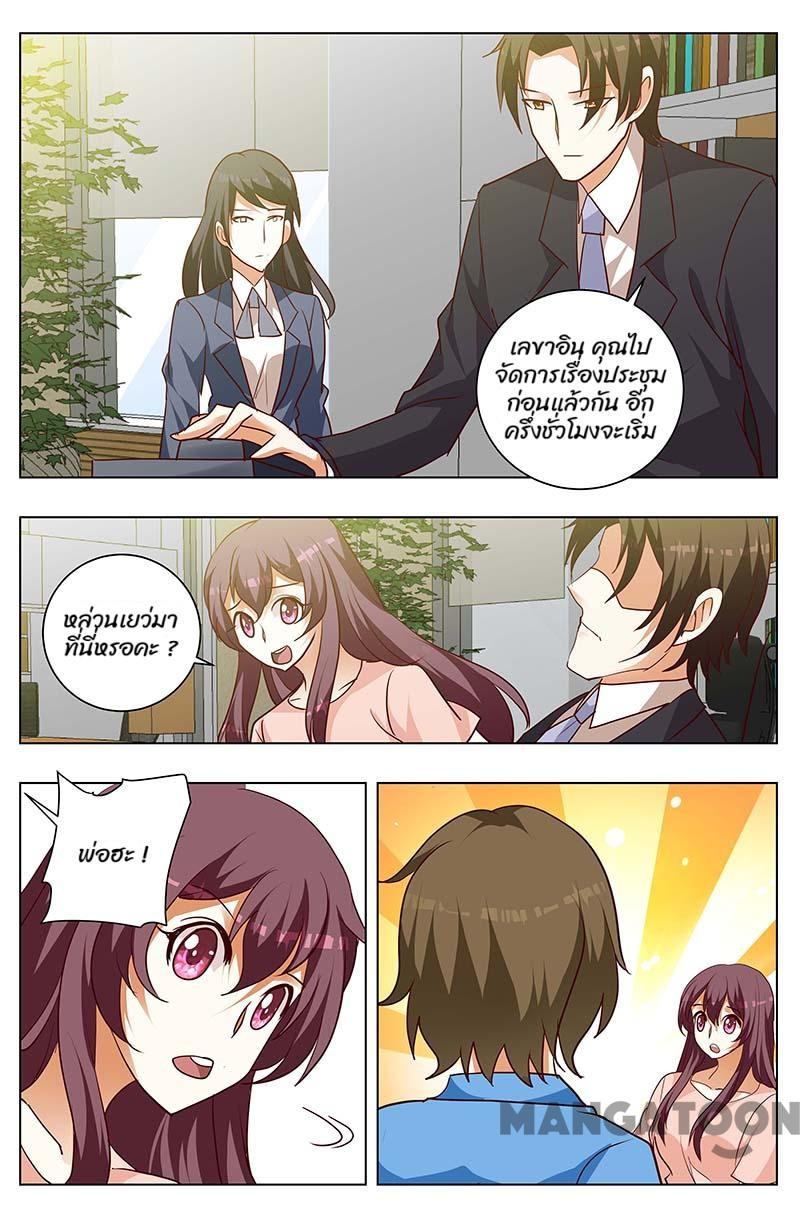 เลขาอิน คุณไป
จัดการเรื่องประชุม
ก่อนแล้วกัน อีก
ครึ่งชั่วโมงจะเริ่ม
หล่วนเยว่มา
ที่นี่หรอคะ ?
พ่อฮะ !
MANGATOON